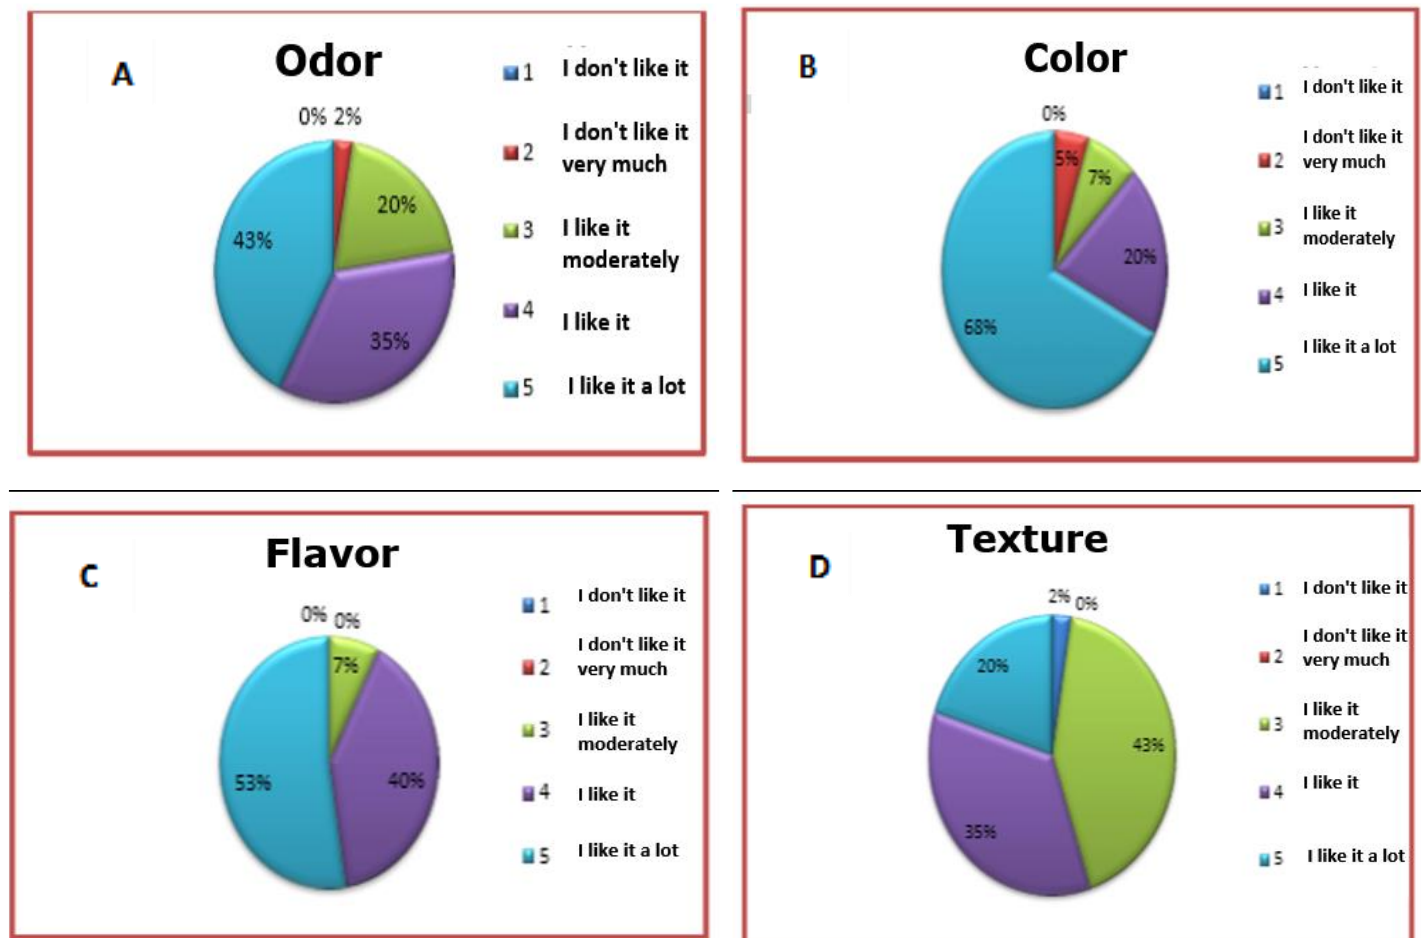 A
Odor
0% 2%
20%
43%
35%
1 I don't like it
2 I don't like it
very much
3 I like it
moderately
4 I like it
5 I like it a lot
B
Color
0%
5%
7%
20%
68%
1 I don't like it
2 I don't like it
very much
3 I like it
moderately
4 I like it
5 I like it a lot
C
Flavor
0% 0%
7%
53%
40%
1 I don't like it
2 I don't like it
very much
3 I like it
moderately
4 I like it
5 I like it a lot
D
Texture
2% 0%
20%
43%
35%
1 I don't like it
2 I don't like it
very much
3 I like it
moderately
4 I like it
5 I like it a lot